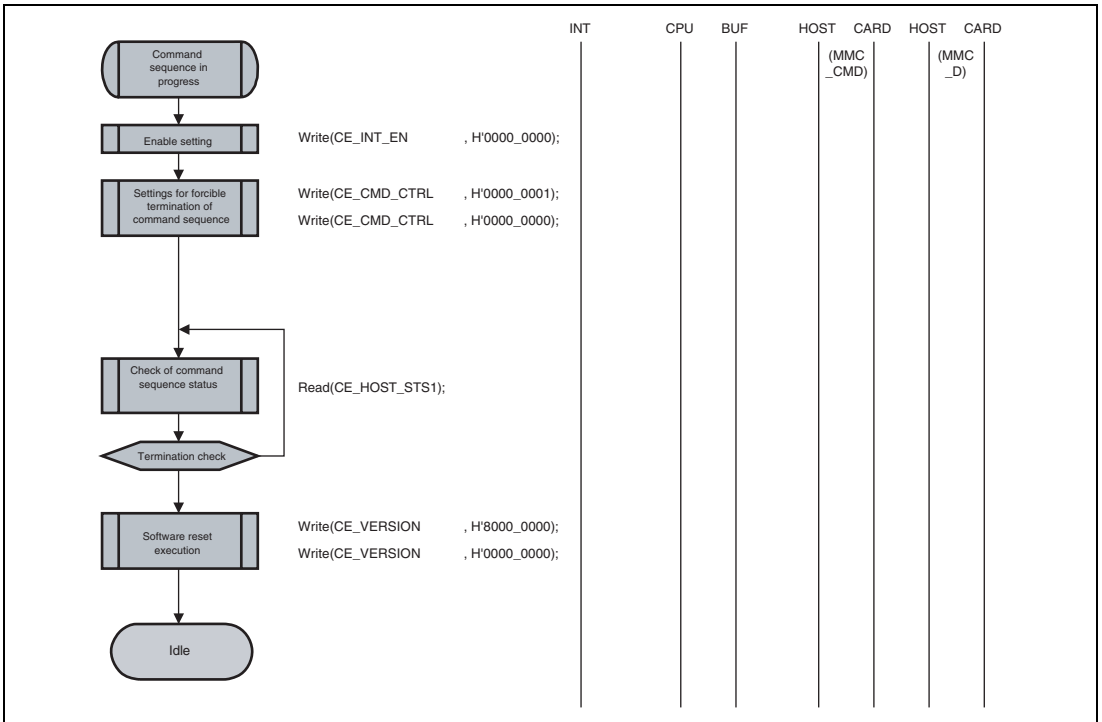 INT CPU BUF HOST CARD HOST CARD
(MMC
_CMD)
(MMC
_D)
Command
sequence in
progress
Enable setting
Write(CE_INT_EN , H'0000_0000);
Settings for forcible
termination of
command sequence
Write(CE_CMD_CTRL , H'0000_0001);
Write(CE_CMD_CTRL , H'0000_0000);
Check of command
sequence status
Read(CE_HOST_STS1);
Termination check
Software reset
execution
Write(CE_VERSION , H'8000_0000);
Write(CE_VERSION , H'0000_0000);
Idle